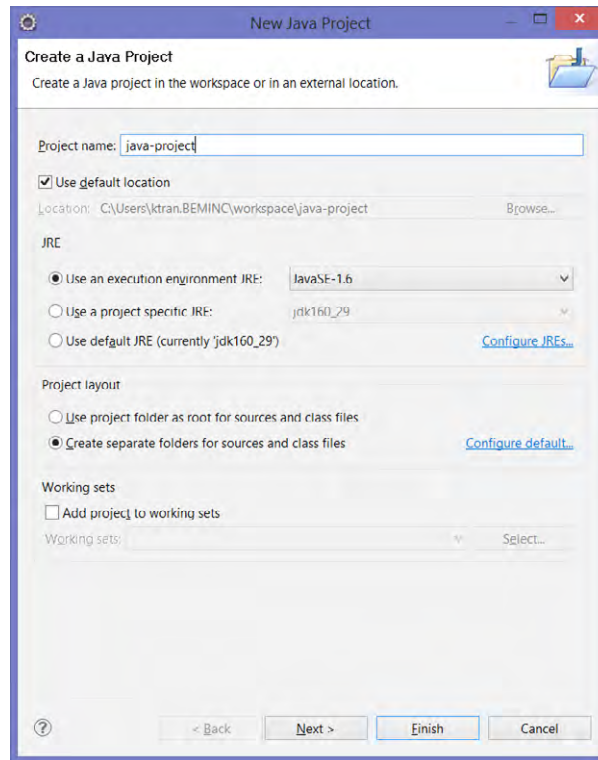 New Java Project
Create a Java Project
Create a Java project in the workspace or in an external location.
Project name: java-project
Use default location
Location: C:\Users\ktran.BEMINC\workspace\java-project Browse...
JRE
Use an execution environment JRE: JavaSE-1.6
Use a project specific JRE: jdk160_29
Use default JRE (currently 'jdk160_29') Configure JREs...
Project layout
Use project folder as root for sources and class files
Create separate folders for sources and class files Configure default...
Working sets
Add project to working sets
Working sets: Select...
? < Back Next > Finish Cancel